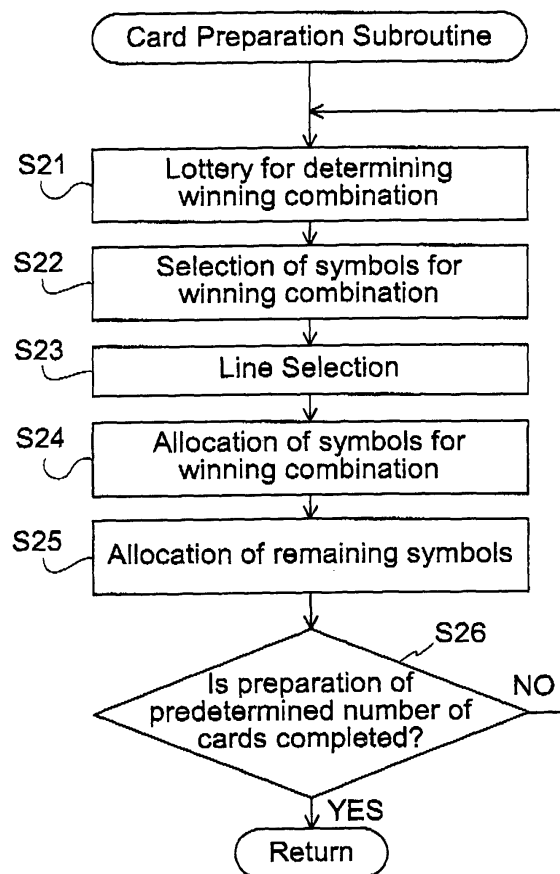 Card Preparation Subroutine
S21
Lottery for determining
winning combination
S22
Selection of symbols for
winning combination
S23
Line Selection
S24
Allocation of symbols for
winning combination
S25
Allocation of remaining symbols
S26
Is preparation of
predetermined number of
cards completed?
NO
YES
Return